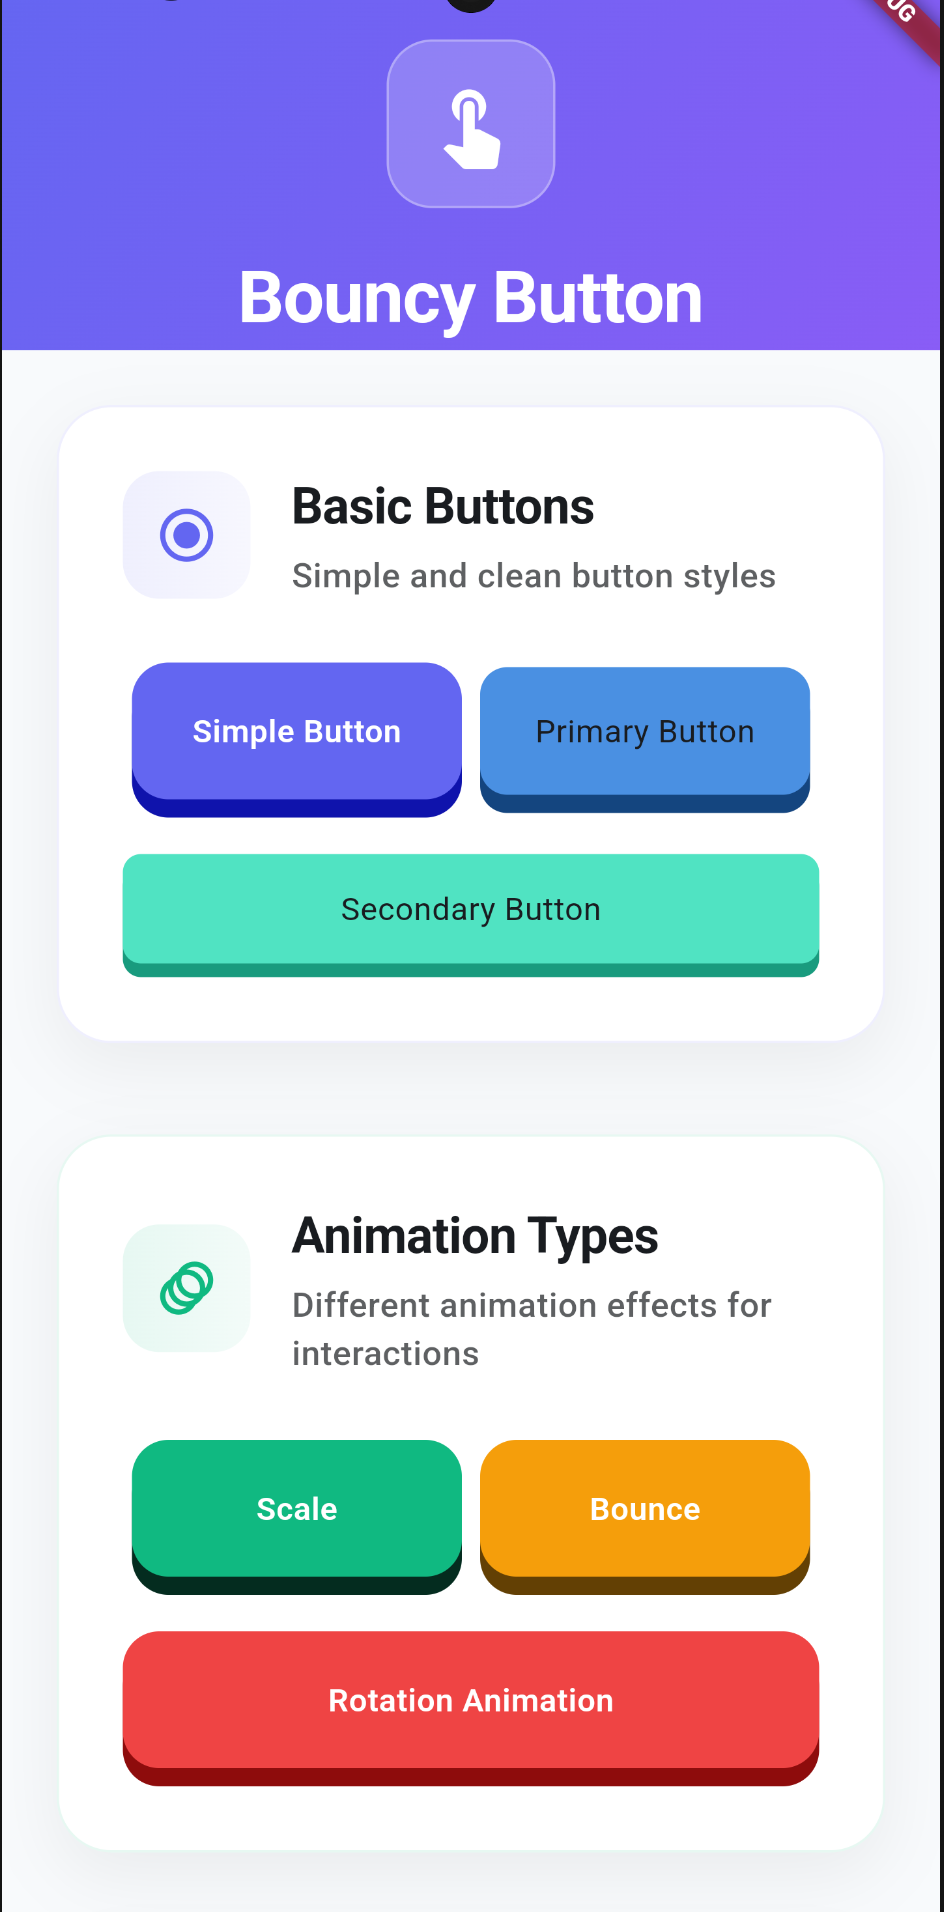 Bouncy Button
Basic Buttons
Simple and clean button styles
Simple Button
Primary Button
Secondary Button
Animation Types
Different animation effects for
interactions
Scale
Bounce
Rotation Animation